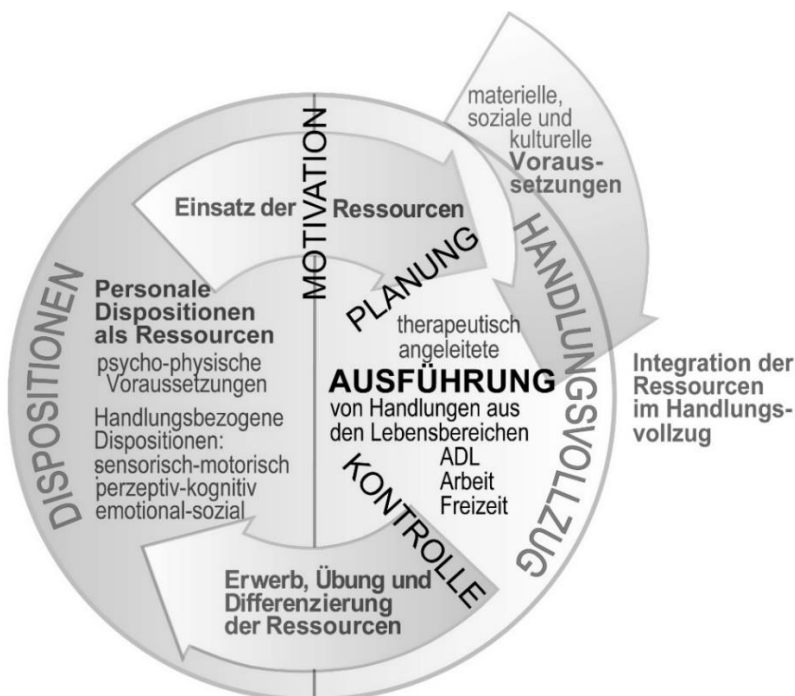 materielle,
soziale und
kulturelle
Voraus-
setzungen
MOTIVATION
Einsatz der Ressourcen
PLANUNG
HANDLUNGSVOLLZUG
DISPOSITIONEN
Personale
Dispositionen
als Ressourcen
psycho-physische
Voraussetzungen
Handlungsbezogene
Dispositionen:
sensorisch-motorisch
perzeptiv-kognitiv
emotional-sozial
therapeutisch
angeleitete
AUSFÜHRUNG
von Handlungen aus
den Lebensbereichen
ADL
Arbeit
Freizeit
Integration der
Ressourcen
im Handlungs-
vollzug
KONTROLLE
Erwerb, Übung und
Differenzierung
der Ressourcen